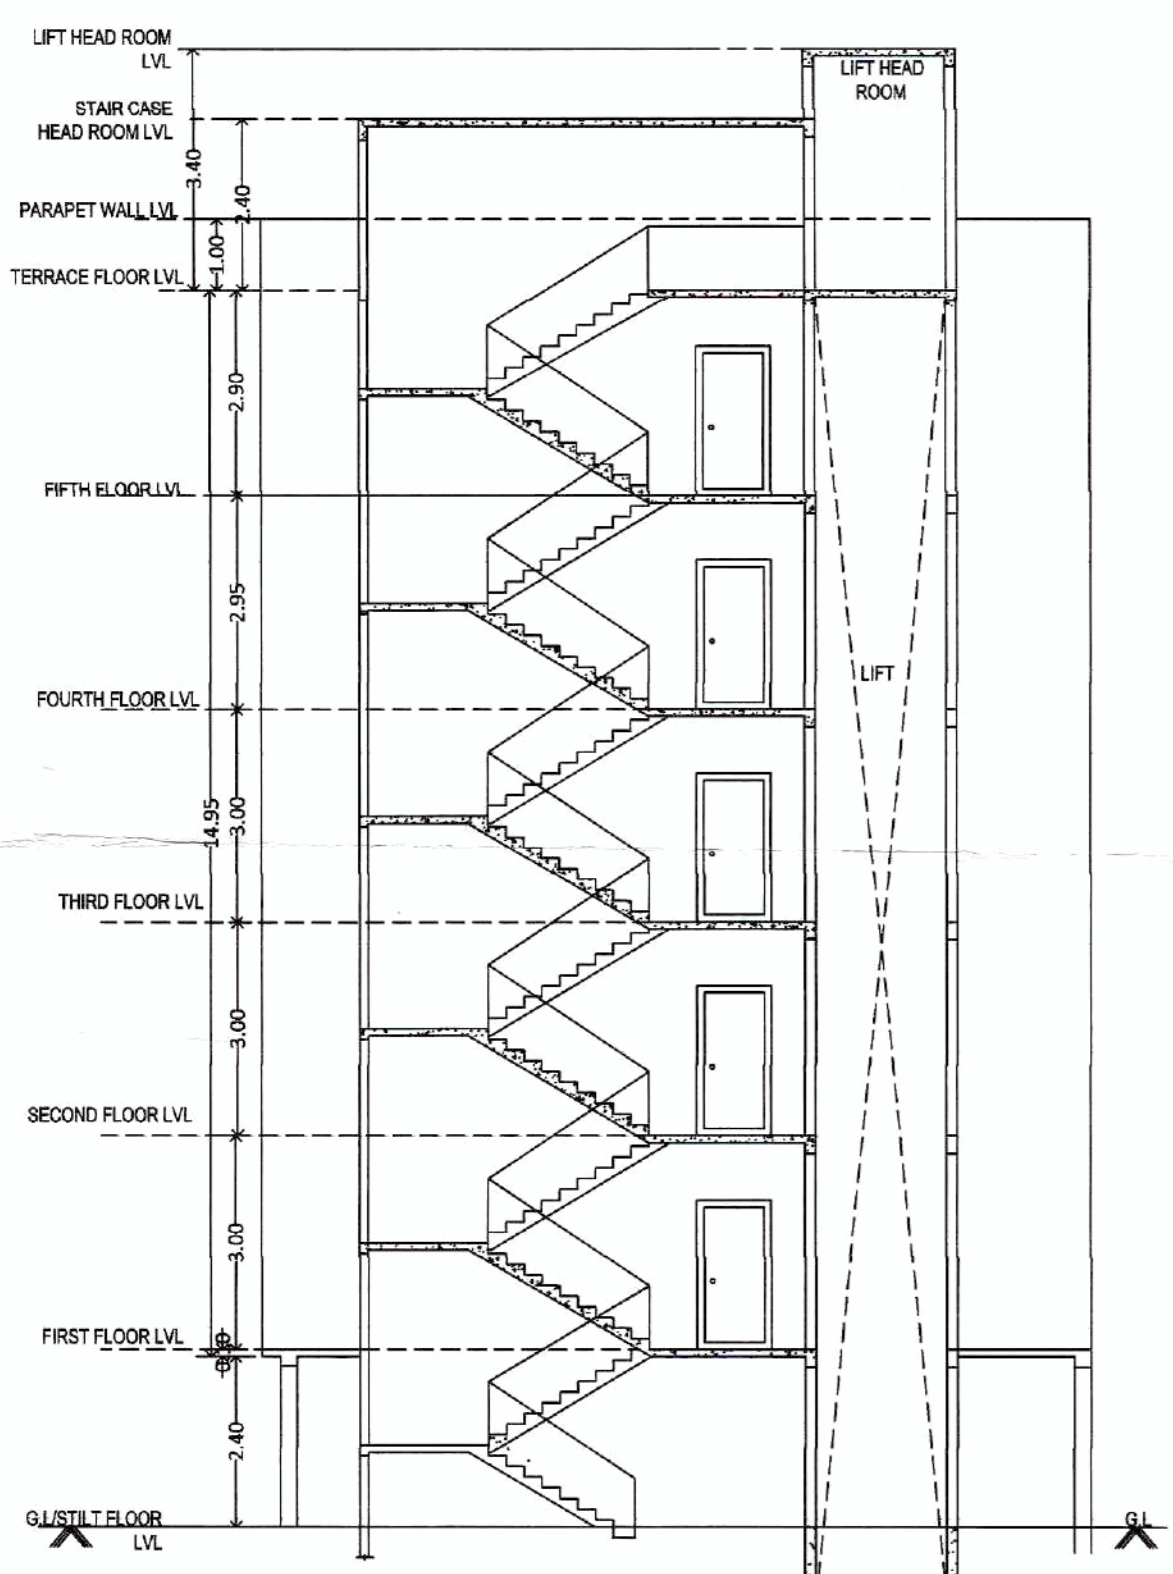 LIFT HEAD ROOM
LVL
LIFT HEAD
ROOM
STAIR CASE
HEAD ROOM LVL
3.40
2.40
PARAPET WALL LVL
1.00
TERRACE FLOOR LVL
2.90
FIFTH FLOOR LVL
2.95
LIFT
FOURTH FLOOR LVL
14.95
3.00
THIRD FLOOR LVL
3.00
SECOND FLOOR LVL
3.00
FIRST FLOOR LVL
2.40
G.L/STILT FLOOR
LVL
G.L